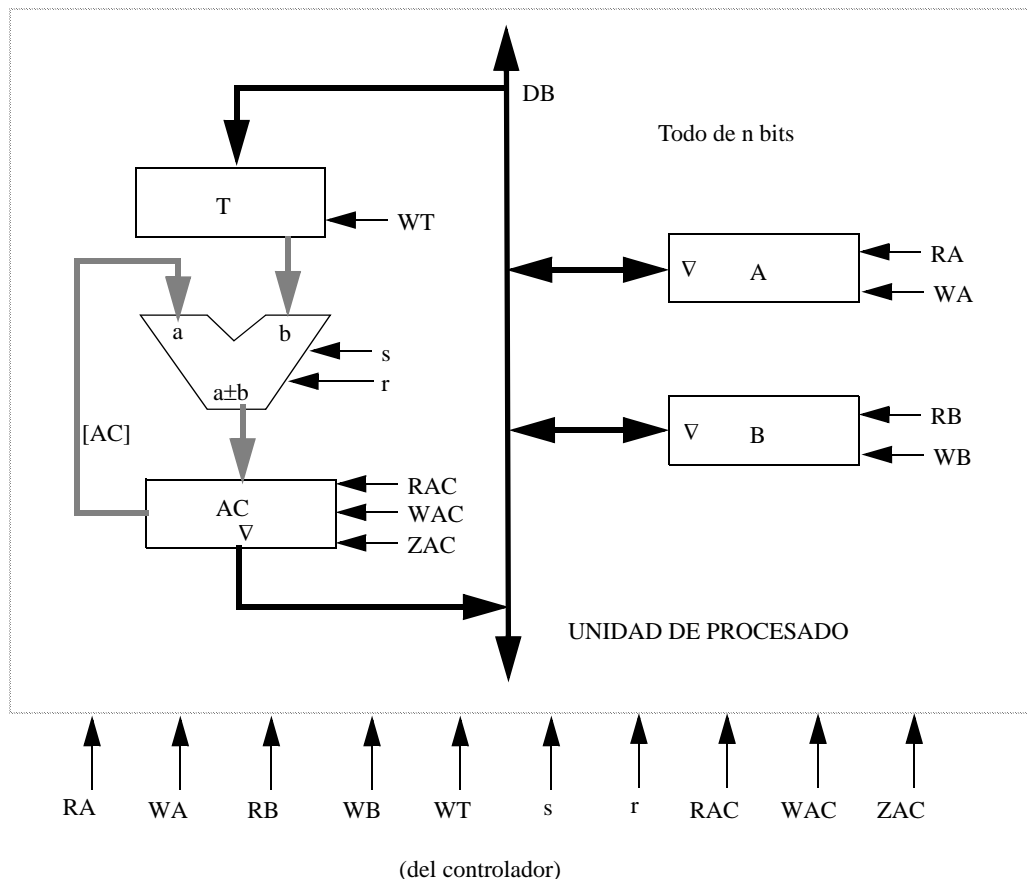 DB
Todo de n bits
T
WT
∇ A
RA
WA
a
b
s
r
a±b
[AC]
∇ B
RB
WB
AC
∇
RAC
WAC
ZAC
UNIDAD DE PROCESADO
RA WA RB WB WT s r RAC WAC ZAC
(del controlador)